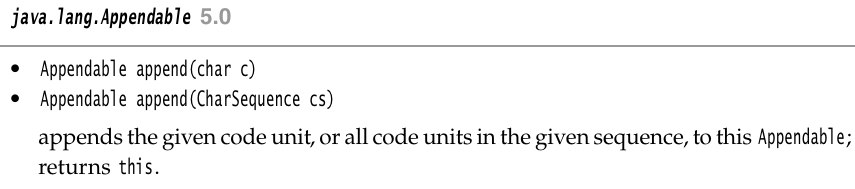 java.lang.Appendable 5.0
• Appendable append(char c)
• Appendable append(CharSequence cs)
appends the given code unit, or all code units in the given sequence, to this Appendable;
returns this.